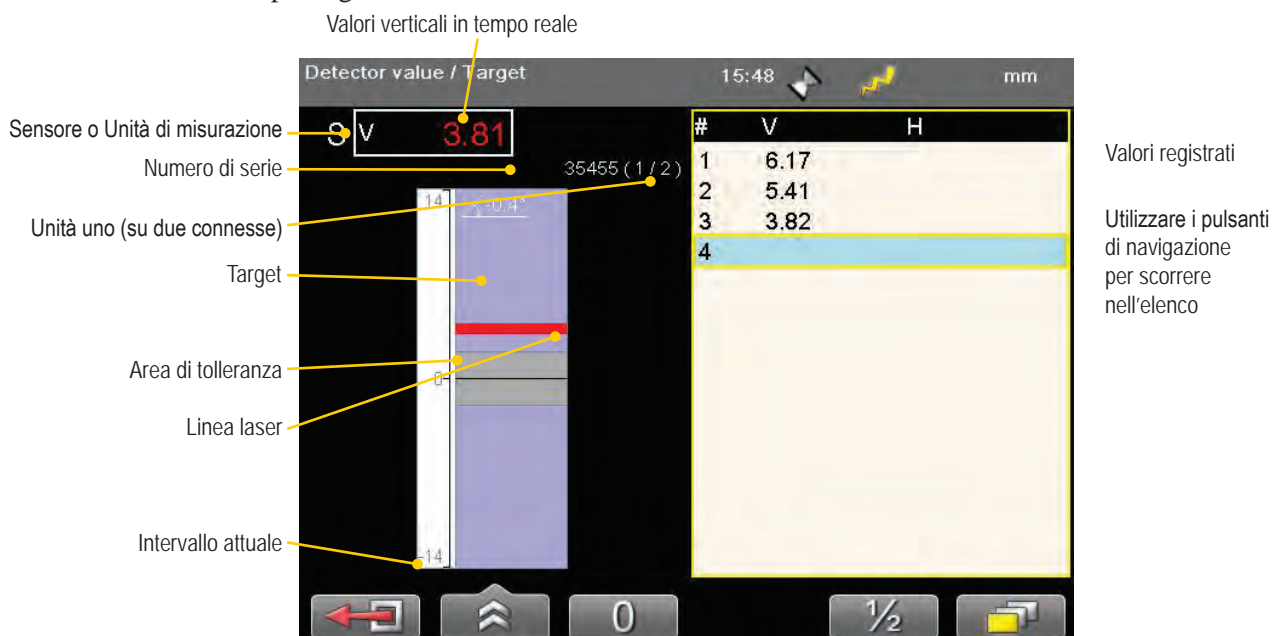 Valori verticali in tempo reale
Detector value / Target 15:48 mm
Sensore o Unità di misurazione
S V 3.81
Numero di serie
35455 ( 1 / 2 )
Unità uno (su due connesse)
14
-0.4°
Target
Area di tolleranza
0
Linea laser
Intervallo attuale
-14
# V H
1 6.17
2 5.41
3 3.82
4
Valori registrati
Utilizzare i pulsanti
di navigazione
per scorrere
nell'elenco
0
½